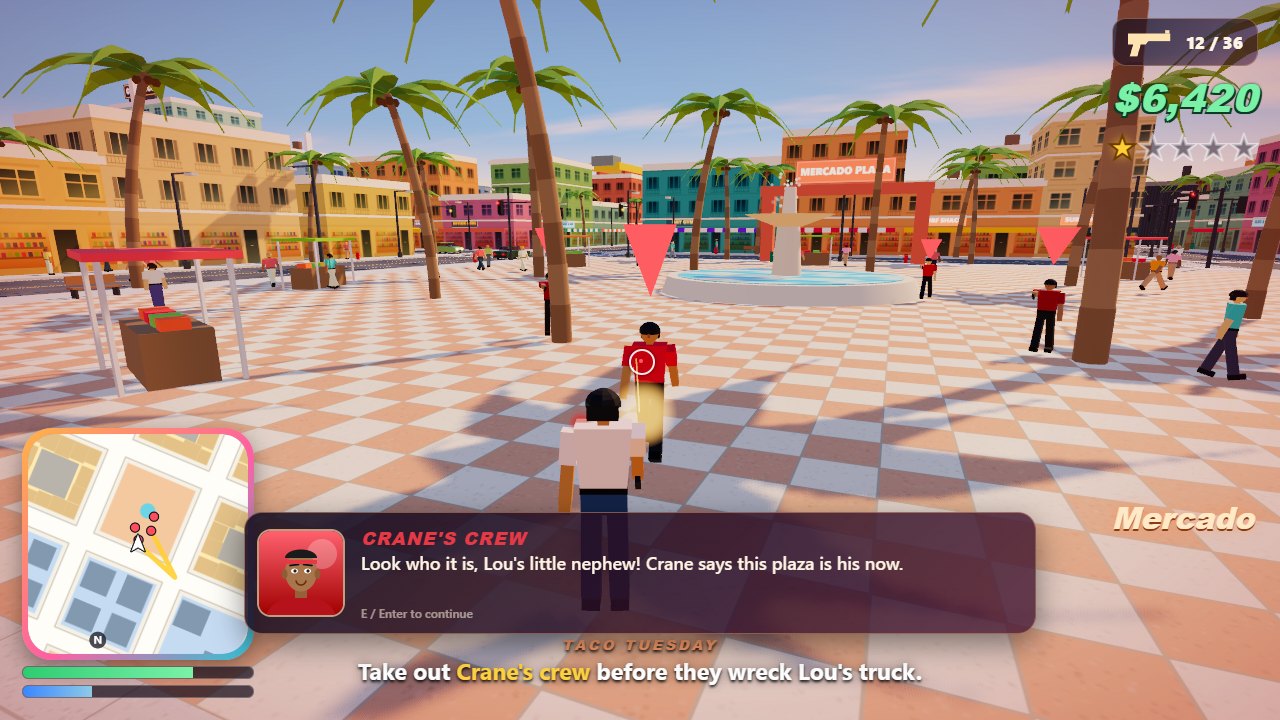 12 / 36
$6,420
MERCADO PLAZA
CRANE'S CREW
Look who it is, Lou's little nephew! Crane says this plaza is his now.
E / Enter to continue
Mercado
N
TACO TUESDAY
Take out Crane's crew before they wreck Lou's truck.